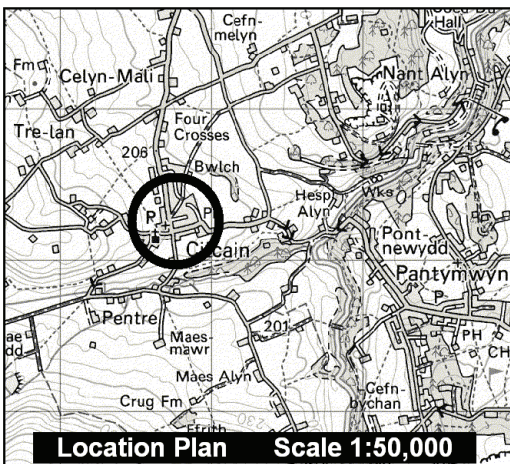 Cefn-
melyn
Hall
Fm
Celyn-Mali
Nant Alyn
Four
Crosses
Tre-lan
206
Bwlch
P
P
Hesp
Alyn
Wks
Cilcain
Pont-
newydd
Pantymwyn
P
Pentre
201
Maes-
mawr
PH
CH
Maes Alyn
Cefn-
bychan
Crug Fm
Ffrith
Location Plan Scale 1:50,000